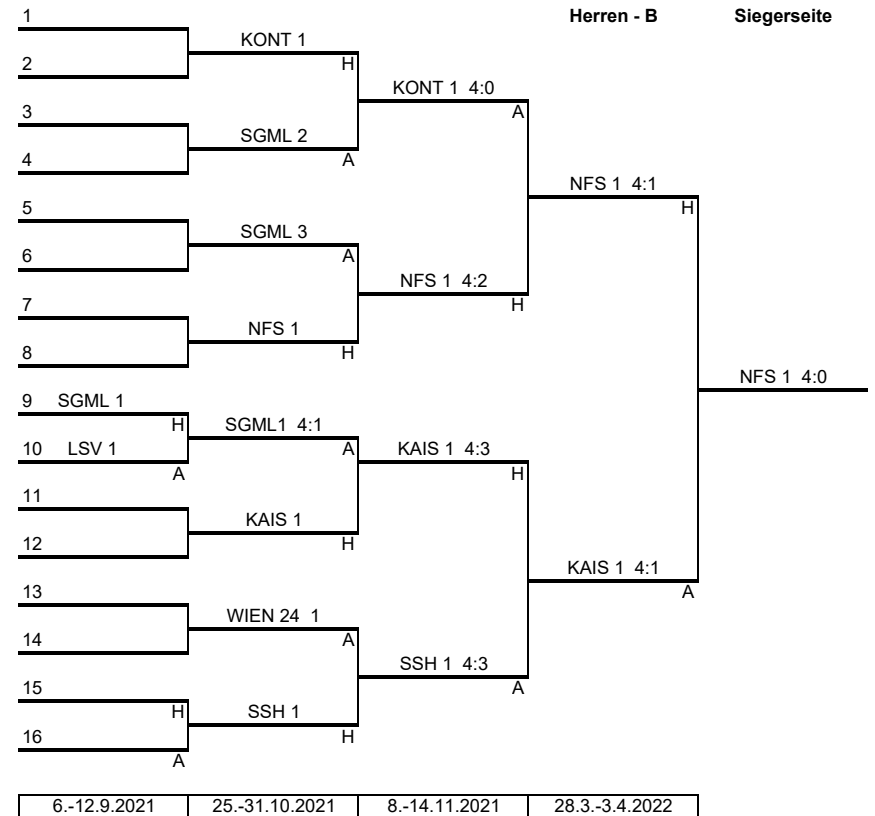 1 Herren - B Siegerseite
KONT 1
2 H
KONT 1 4:0
3 A
SGML 2
4 A
NFS 1 4:1
5 H
SGML 3
6 A
NFS 1 4:2
7 H
NFS 1
8 H
NFS 1 4:0
9 SGML 1
H SGML1 4:1
10 LSV 1 A KAIS 1 4:3
A H
11
KAIS 1
12 H
KAIS 1 4:1
13 A
WIEN 24 1
14 A
SSH 1 4:3
15 A
H SSH 1
16 H
A
6.-12.9.2021 25.-31.10.2021 8.-14.11.2021 28.3.-3.4.2022